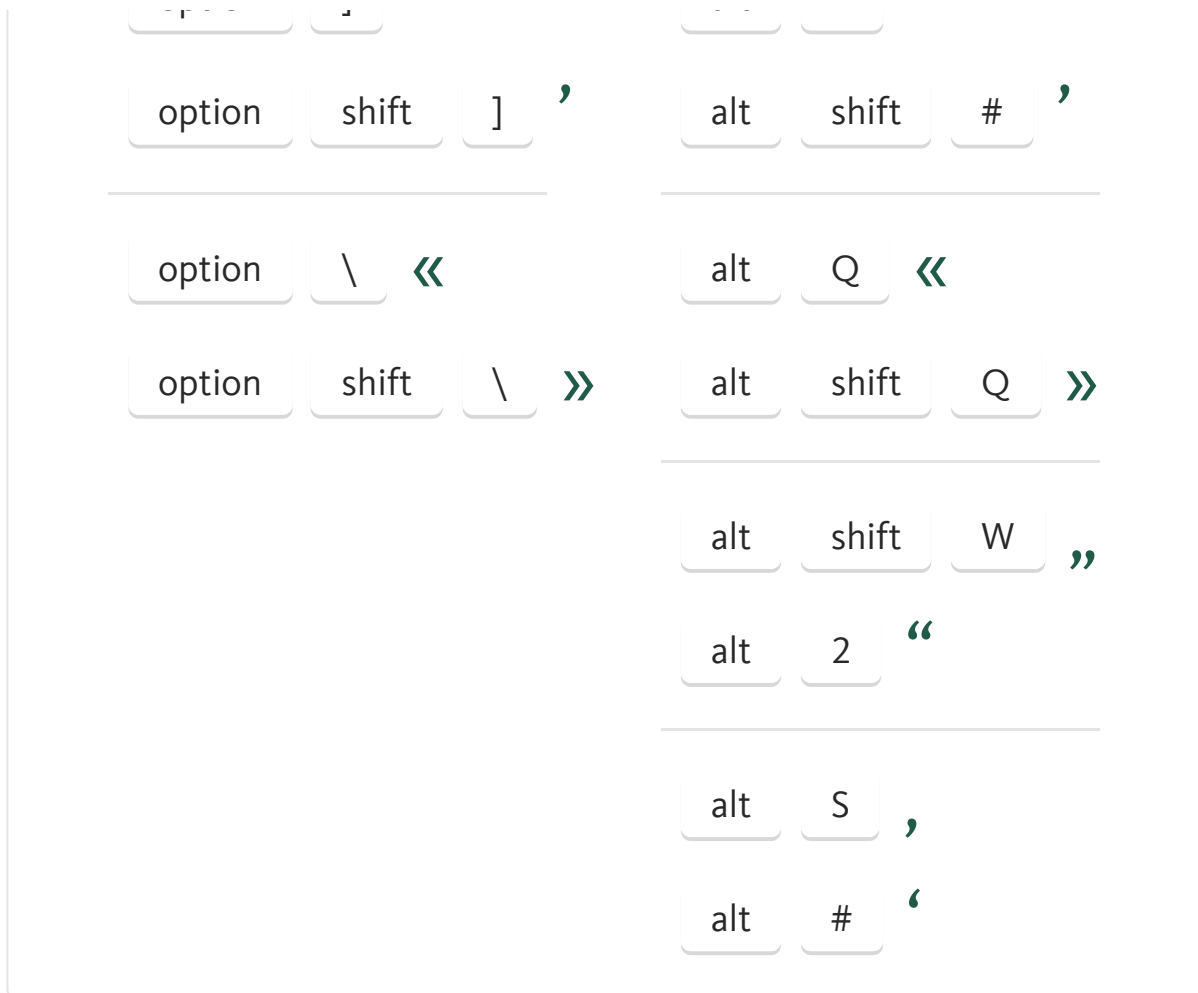 option shift ] ’
option \ «
option shift \ »
alt shift # ’
alt Q «
alt shift Q »
alt shift W „
alt 2 “
alt S ‚
alt # ‘